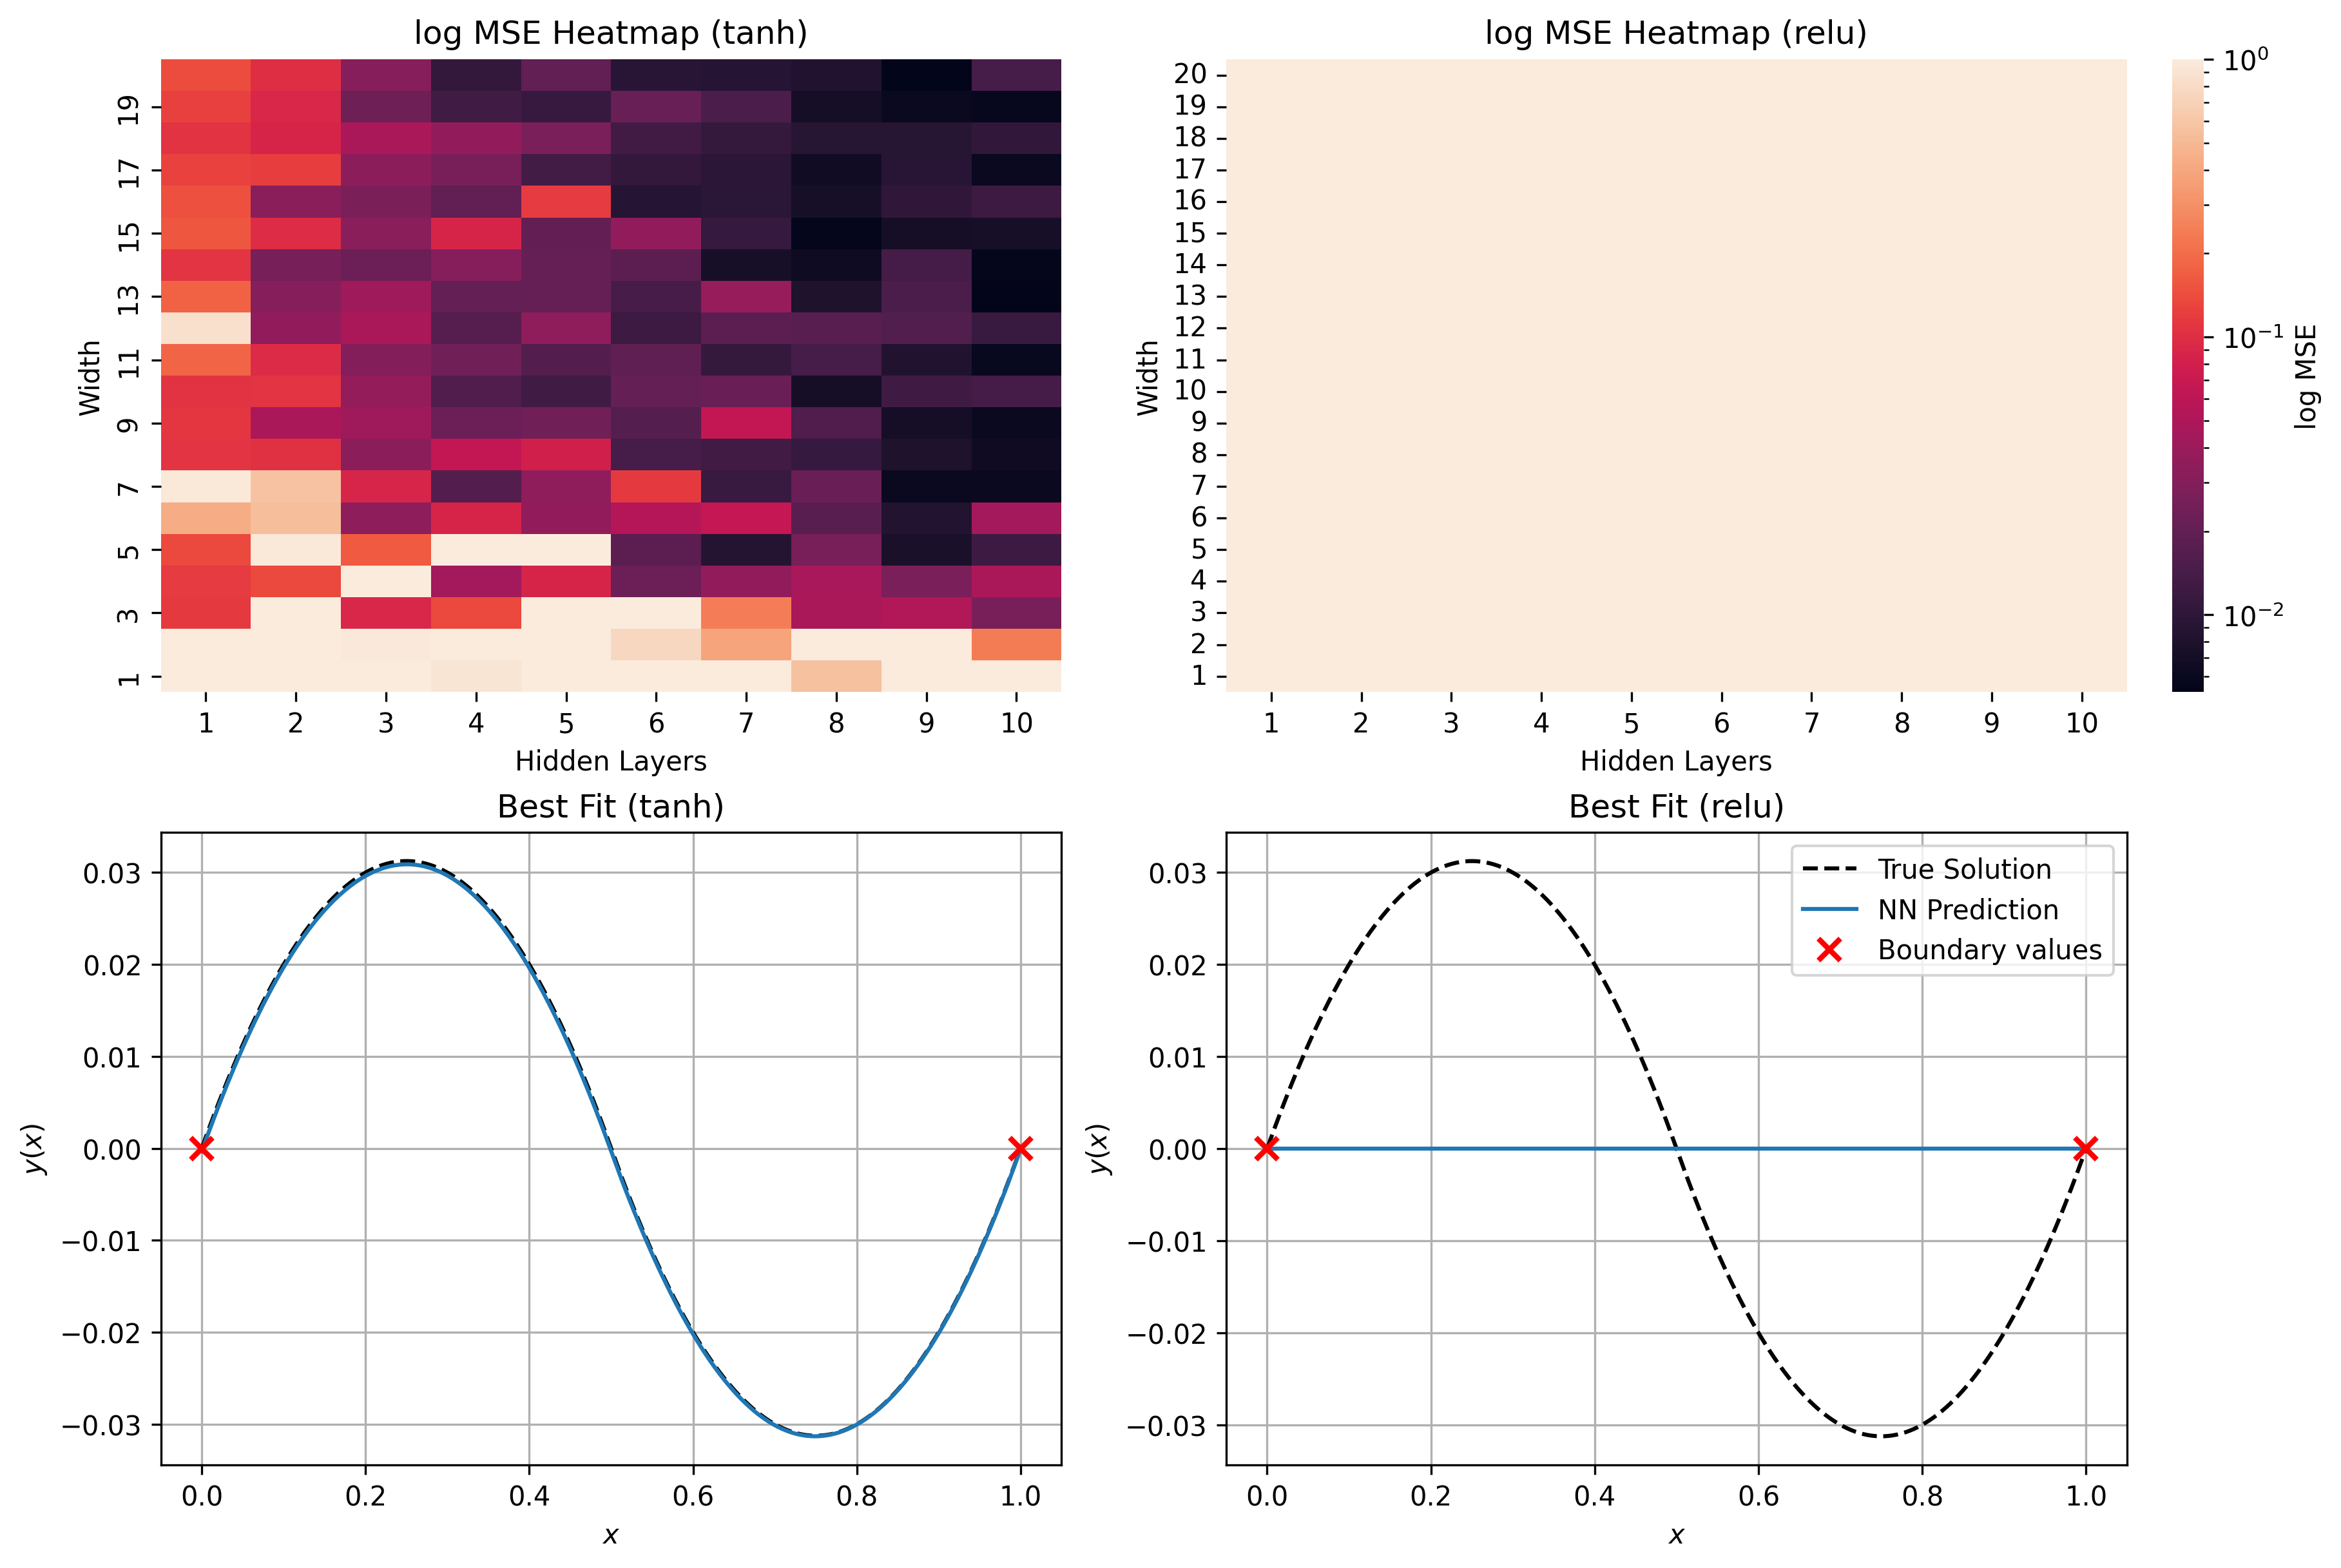 log MSE Heatmap (tanh)
19
17
15
13
11
9
7
5
3
1
Width
1 2 3 4 5 6 7 8 9 10
Hidden Layers
log MSE Heatmap (relu)
20
19
18
17
16
15
14
13
12
11
10
9
8
7
6
5
4
3
2
1
Width
1 2 3 4 5 6 7 8 9 10
Hidden Layers
10⁰
10⁻¹
10⁻²
log MSE
Best Fit (tanh)
0.03
0.02
0.01
0.00
−0.01
−0.02
−0.03
y(x)
0.0 0.2 0.4 0.6 0.8 1.0
x
Best Fit (relu)
True Solution
NN Prediction
Boundary values
0.03
0.02
0.01
0.00
−0.01
−0.02
−0.03
y(x)
0.0 0.2 0.4 0.6 0.8 1.0
x